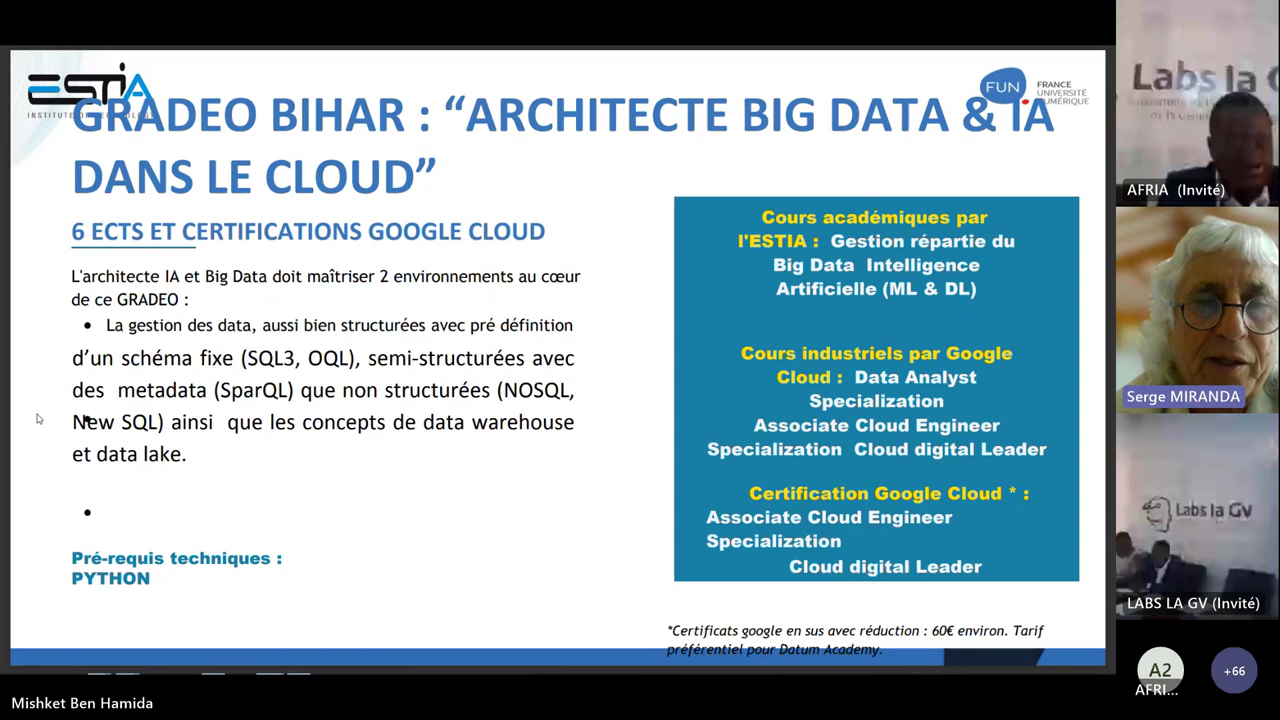 ESTIA
INSTITUTE OF TECHNOLOGY
FUN
FRANCE
UNIVERSITÉ
NUMÉRIQUE
GRADEO BIHAR : “ARCHITECTE BIG DATA & IA
DANS LE CLOUD”
6 ECTS ET CERTIFICATIONS GOOGLE CLOUD
L'architecte IA et Big Data doit maîtriser 2 environnements au cœur
de ce GRADEO :
• La gestion des data, aussi bien structurées avec pré définition
d’un schéma fixe (SQL3, OQL), semi-structurées avec
des metadata (SparQL) que non structurées (NOSQL,
New SQL) ainsi que les concepts de data warehouse
et data lake.
•
Pré-requis techniques :
PYTHON
Cours académiques par
l'ESTIA : Gestion répartie du
Big Data Intelligence
Artificielle (ML & DL)
Cours industriels par Google
Cloud : Data Analyst
Specialization
Associate Cloud Engineer
Specialization Cloud digital Leader
Certification Google Cloud * :
Associate Cloud Engineer
Specialization
Cloud digital Leader
*Certificats google en sus avec réduction : 60€ environ. Tarif
préférentiel pour Datum Academy.
Labs la G
AFRIA (Invité)
Serge MIRANDA
Labs la GV
LABS LA GV (Invité)
A2
AFRI...
+66
Mishket Ben Hamida